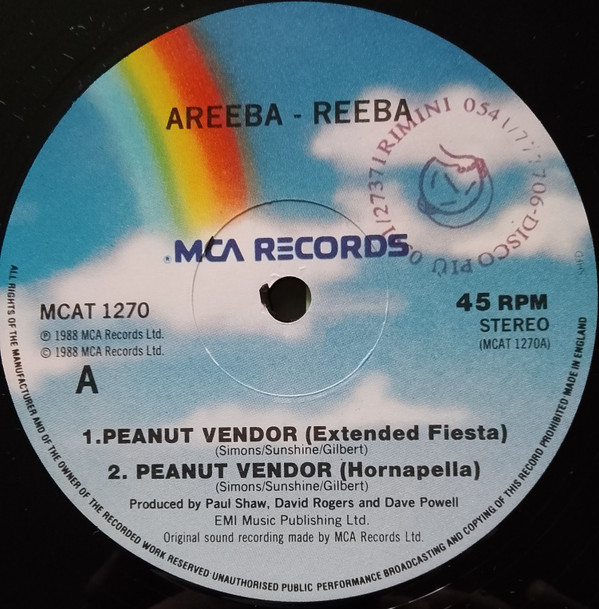 AREEBA - REEBA
RIMINI 0541/777706-DISCO PIÙ
MCA RECORDS
MCAT 1270
℗ 1988 MCA Records Ltd.
© 1988 MCA Records Ltd.
A
45 RPM
STEREO
(MCAT 1270A)
1.PEANUT VENDOR (Extended Fiesta)
(Simons/Sunshine/Gilbert)
2. PEANUT VENDOR (Hornapella)
(Simons/Sunshine/Gilbert)
Produced by Paul Shaw, David Rogers and Dave Powell
EMI Music Publishing Ltd.
Original sound recording made by MCA Records Ltd.
ALL RIGHTS OF THE MANUFACTURER AND OF THE OWNER OF THE RECORDED WORK RESERVED UNAUTHORISED PUBLIC PERFORMANCE BROADCASTING AND COPYING OF THIS RECORD PROHIBITED MADE IN ENGLAND